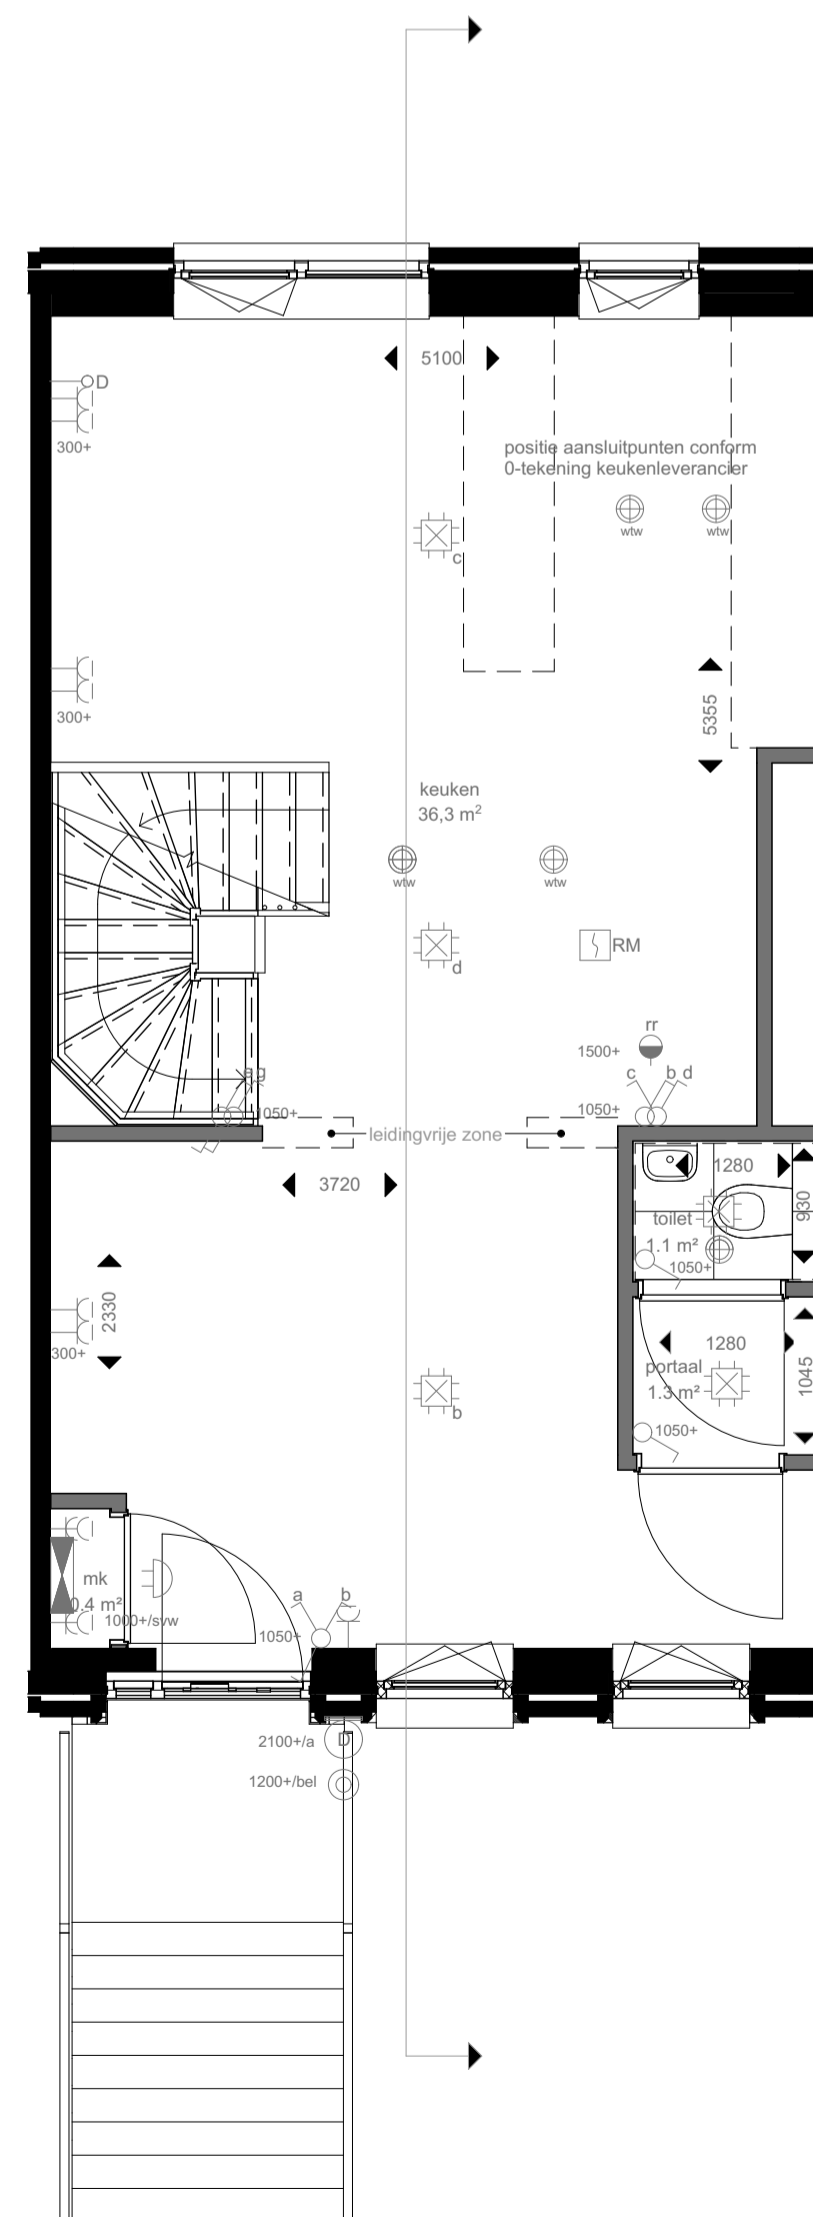 5100
D
300+
positie aansluitpunten conform
0-tekening keukenleverancier
wtw
wtw
c
300+
5355
keuken
36,3 m²
wtw
wtw
d
RM
rr
1500+
c b d
1050+
g
1050+
leidingvrije zone
3720
1280
930
toilet
1.1 m²
1050+
2330
300+
1280
portaal
1.3 m²
1045
b
1050+
mk
0.4 m²
1000+/svw
a b
1050+
2100+/a
D
1200+/bel